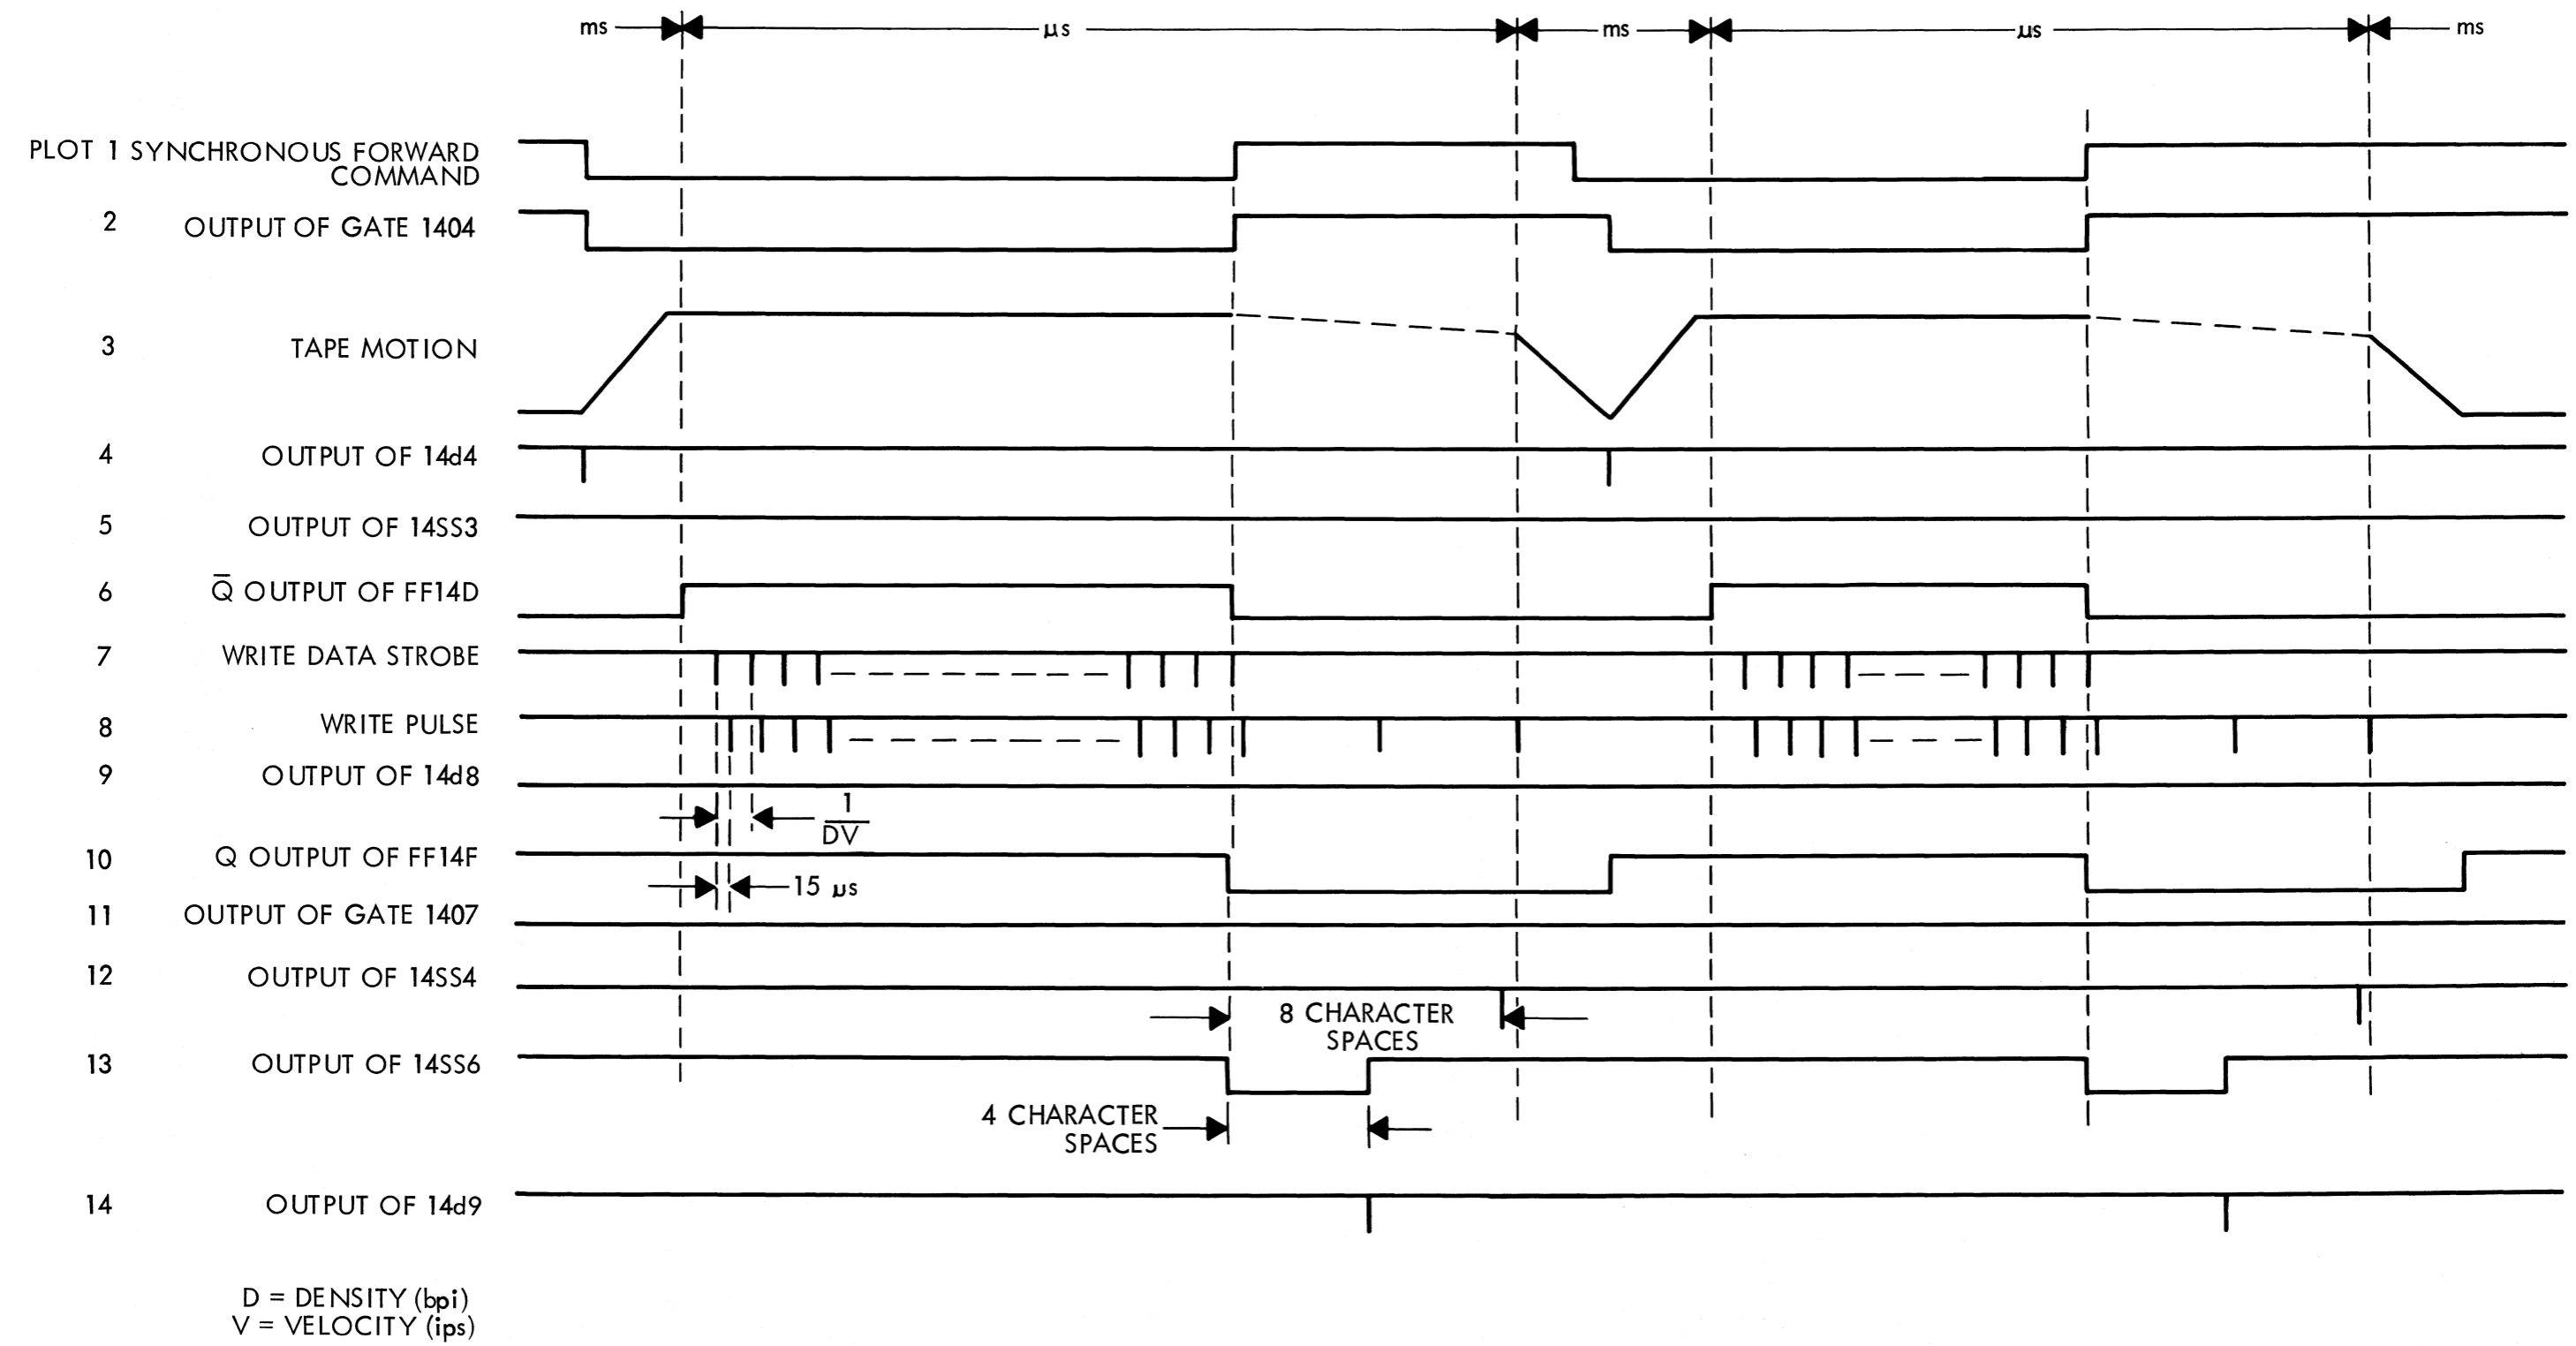 ms μs ms μs ms
PLOT 1 SYNCHRONOUS FORWARD
COMMAND
2 OUTPUT OF GATE 1404
3 TAPE MOTION
4 OUTPUT OF 14d4
5 OUTPUT OF 14SS3
6 Q̅ OUTPUT OF FF14D
7 WRITE DATA STROBE
8 WRITE PULSE
9 OUTPUT OF 14d8
1
DV
10 Q OUTPUT OF FF14F
15 μs
11 OUTPUT OF GATE 1407
12 OUTPUT OF 14SS4
8 CHARACTER
SPACES
13 OUTPUT OF 14SS6
4 CHARACTER
SPACES
14 OUTPUT OF 14d9
D = DENSITY (bpi)
V = VELOCITY (ips)